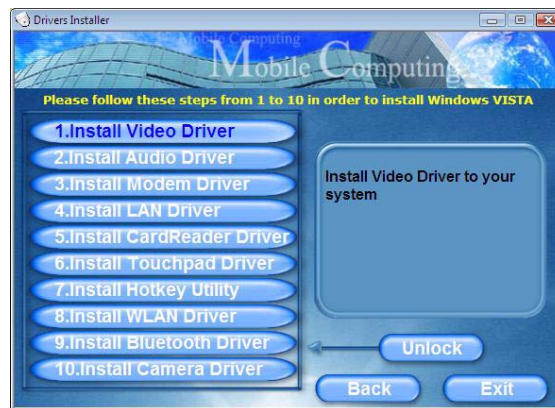 Drivers Installer
Mobile Computing
Mobile Computing
Please follow these steps from 1 to 10 in order to install Windows VISTA
1.Install Video Driver
2.Install Audio Driver
3.Install Modem Driver
4.Install LAN Driver
5.Install CardReader Driver
6.Install Touchpad Driver
7.Install Hotkey Utility
8.Install WLAN Driver
9.Install Bluetooth Driver
10.Install Camera Driver
Install Video Driver to your
system
Unlock
Back
Exit